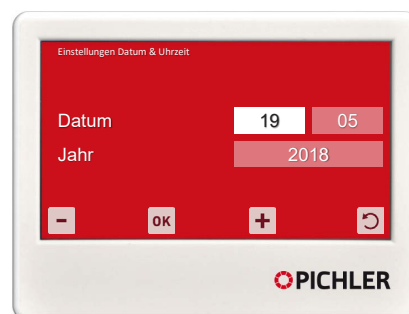 Einstellungen Datum & Uhrzeit
Datum 19 05
Jahr 2018
- OK +
PICHLER